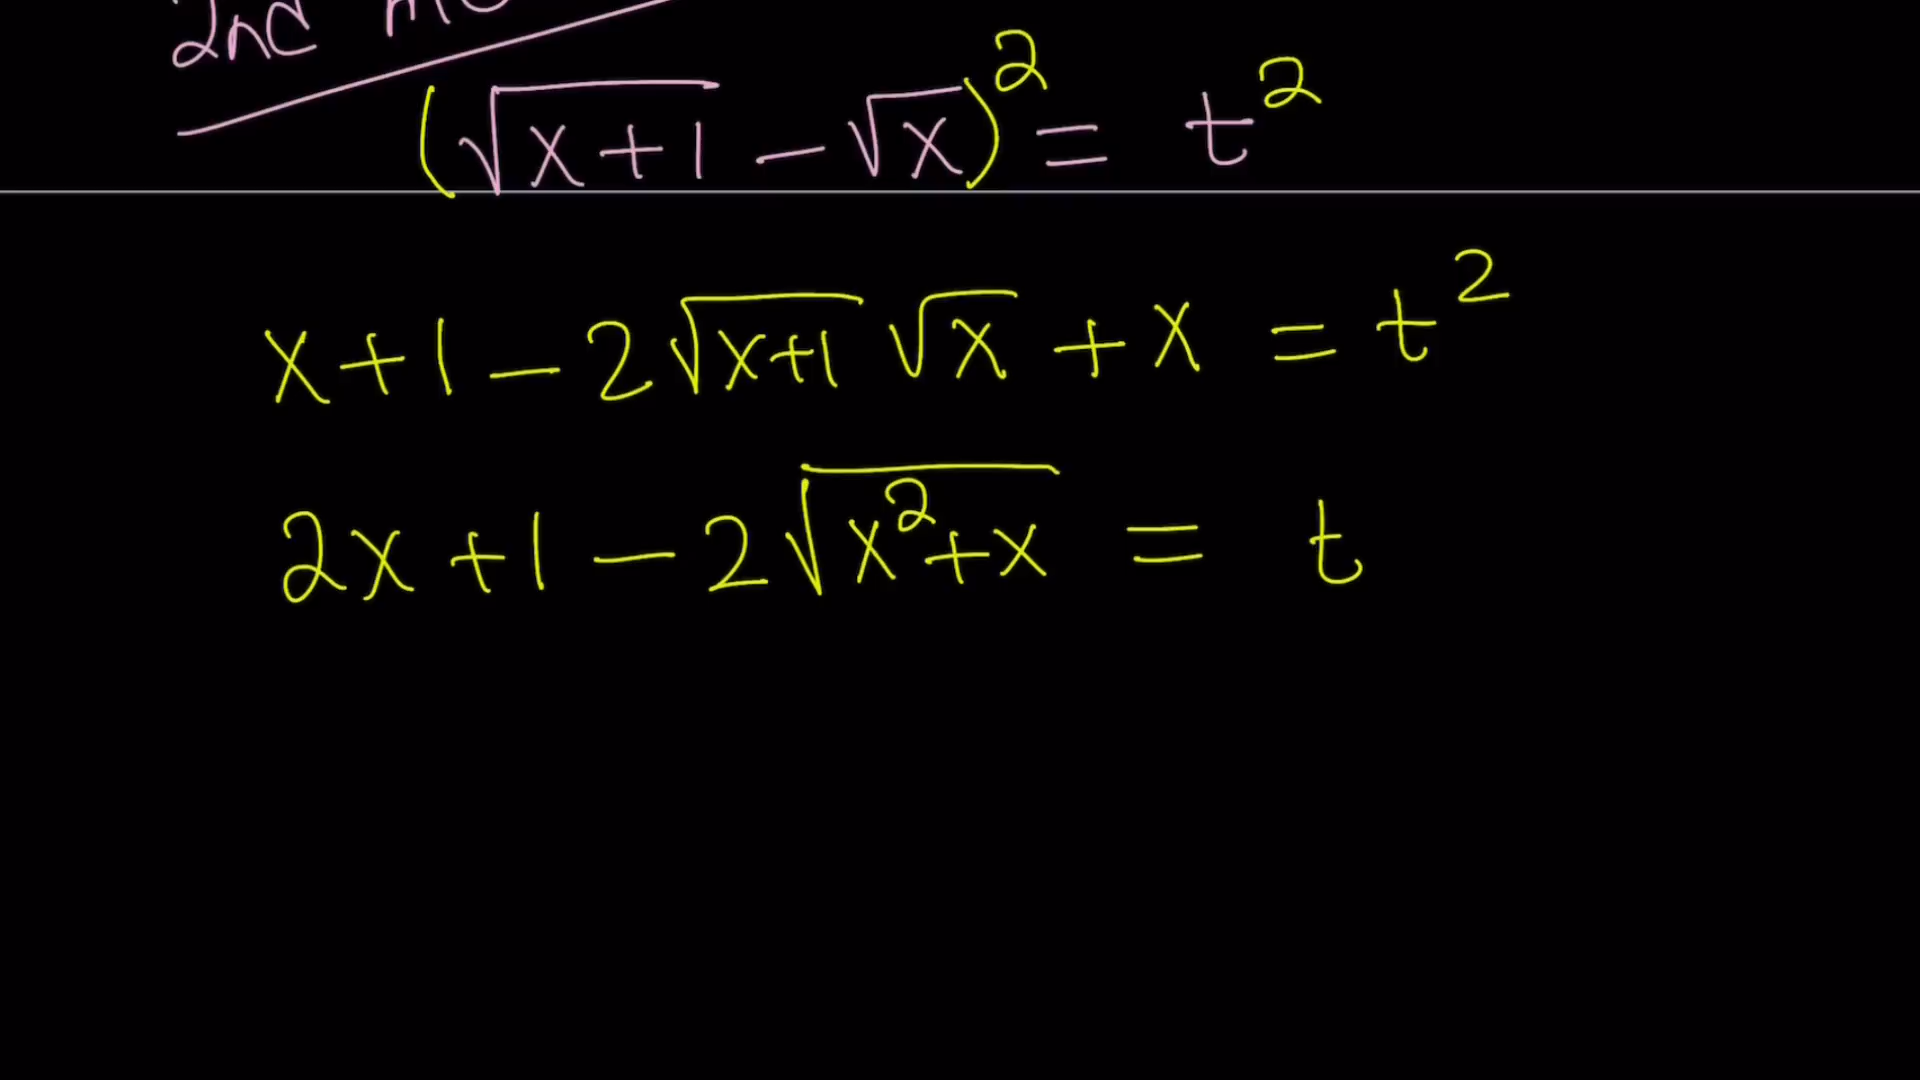 2nd
(√(x+1) − √x)² = t²
x+1−2√(x+1) √x + x = t²
2x+1−2√(x²+x) = t